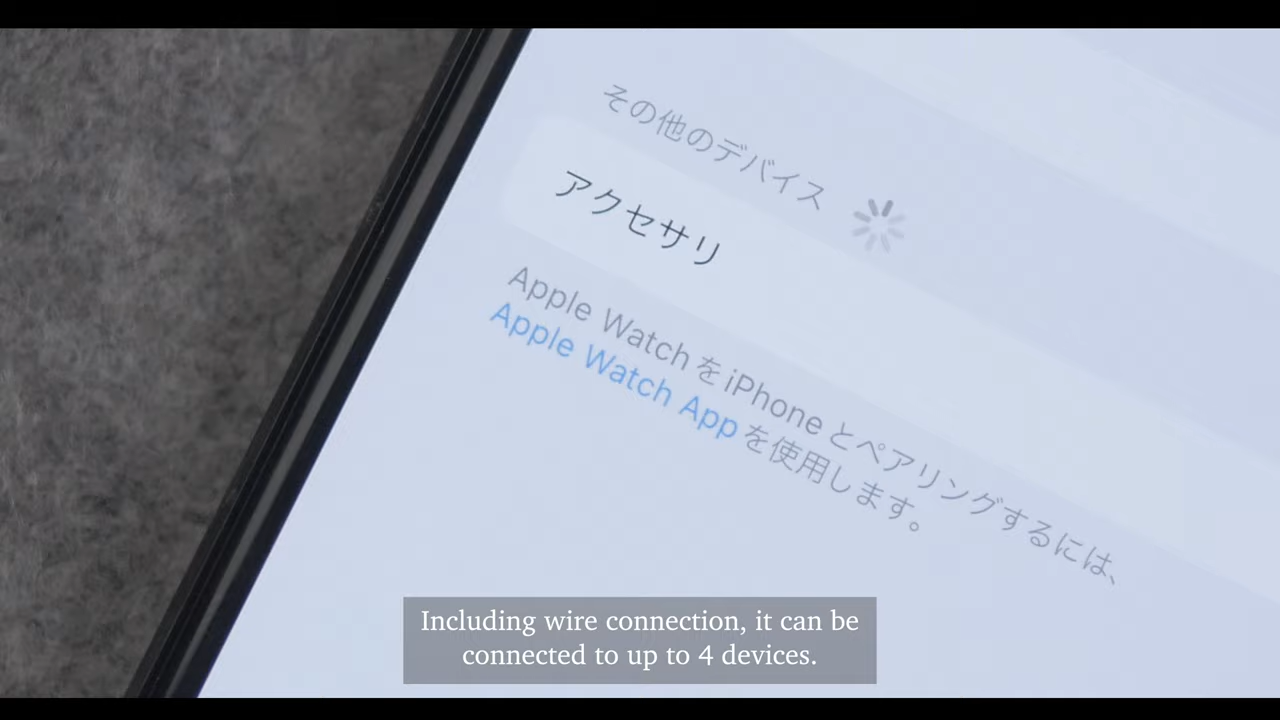 その他のデバイス
アクセサリ
Apple WatchをiPhoneとペアリングするには、
Apple Watch Appを使用します。
Including wire connection, it can be
connected to up to 4 devices.